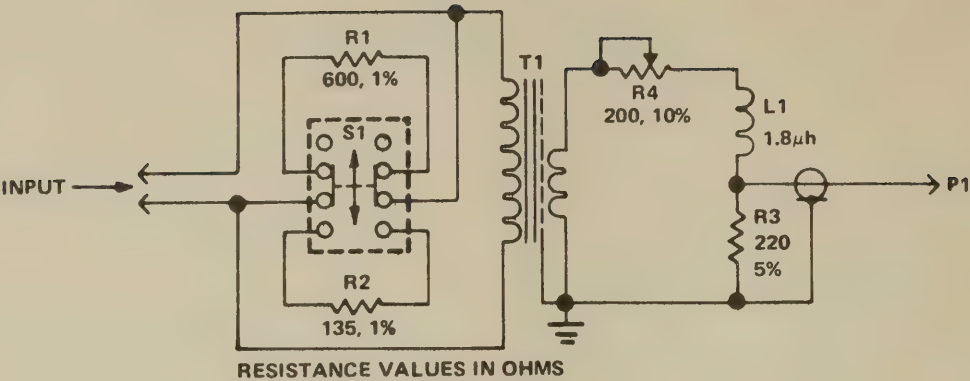 R1
600, 1%
S1
INPUT
R2
135, 1%
T1
R4
200, 10%
L1
1.8μh
P1
R3
220
5%
RESISTANCE VALUES IN OHMS